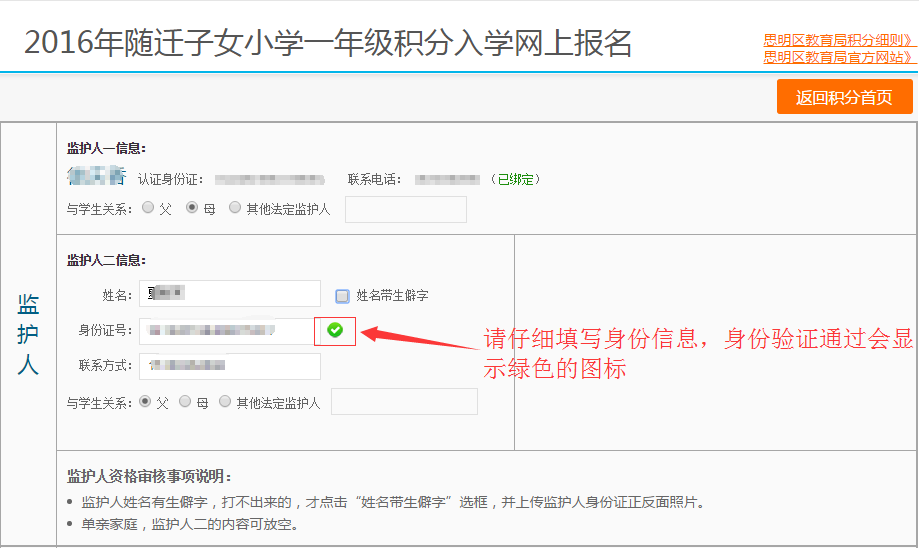 2016年随迁子女小学一年级积分入学网上报名
思明区教育局积分细则》
思明区教育局官方网站》
返回积分首页
监护人
监护人一信息：
认证身份证： 联系电话： （已绑定）
与学生关系： 父 母 其他法定监护人
监护人二信息：
姓名： 姓名带生僻字
身份证号：
联系方式：
与学生关系： 父 母 其他法定监护人
请仔细填写身份信息，身份验证通过会显
示绿色的图标
监护人资格审核事项说明：
监护人姓名有生僻字，打不出来的，才点击“姓名带生僻字”选框，并上传监护人身份证正反面照片。
单亲家庭，监护人二的内容可放空。